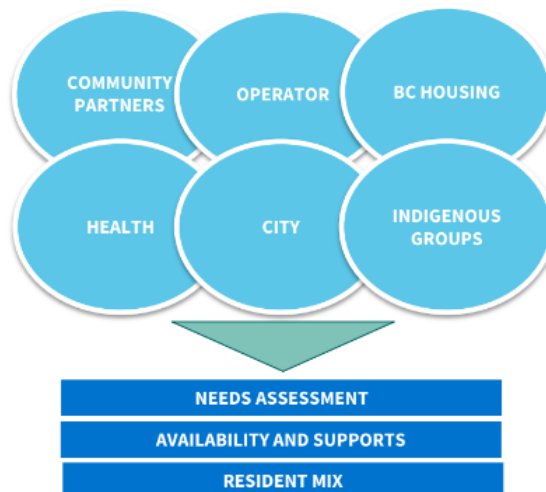 COMMUNITY
PARTNERS
OPERATOR
BC HOUSING
HEALTH
CITY
INDIGENOUS
GROUPS
NEEDS ASSESSMENT
AVAILABILITY AND SUPPORTS
RESIDENT MIX